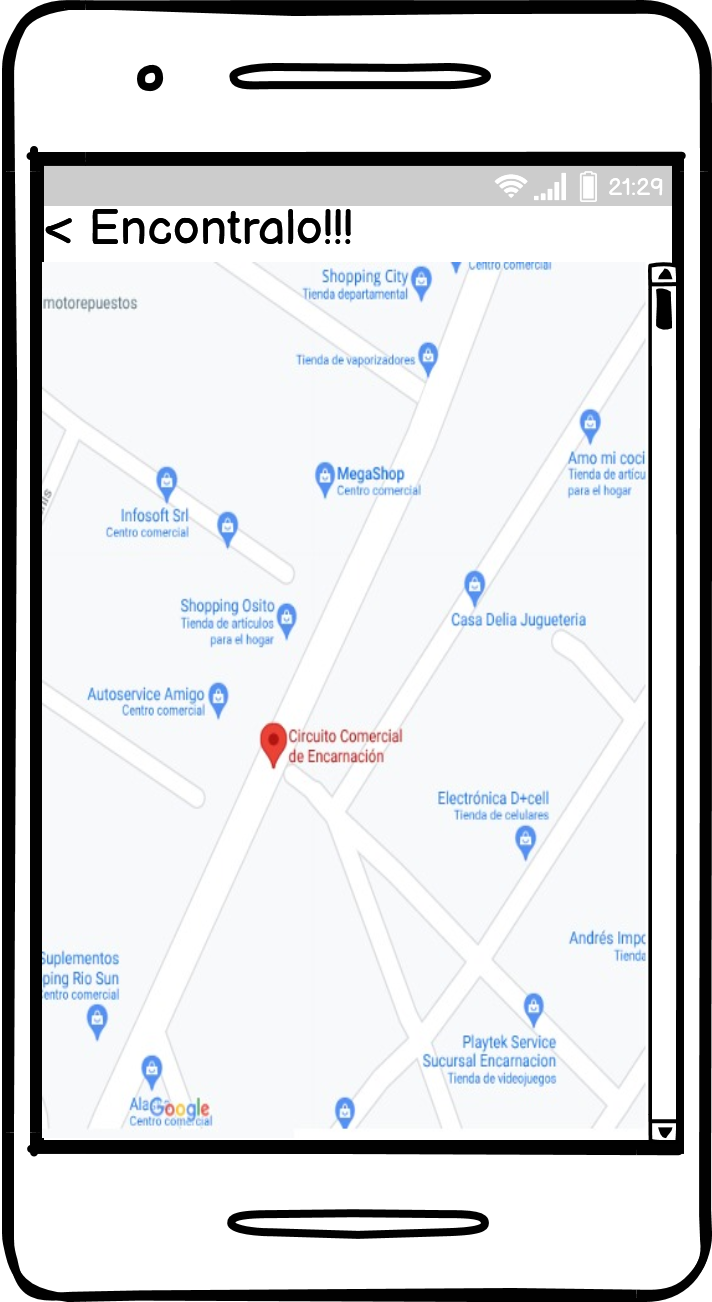 21:29
< Encontralo!!!
Centro comercial
Shopping City
Tienda departamental
motorepuestos
Tienda de vaporizadores
Amo mi coci
Tienda de artícu
para el hogar
MegaShop
Centro comercial
Infosoft Srl
Centro comercial
Shopping Osito
Tienda de artículos
para el hogar
Casa Delia Jugueteria
Autoservice Amigo
Centro comercial
Circuito Comercial
de Encarnación
Electrónica D+cell
Tienda de celulares
Andrés Impo
Tienda
Suplementos
ping Rio Sun
Centro comercial
Playtek Service
Sucursal Encarnacion
Tienda de videojuegos
Google
Centro comercial